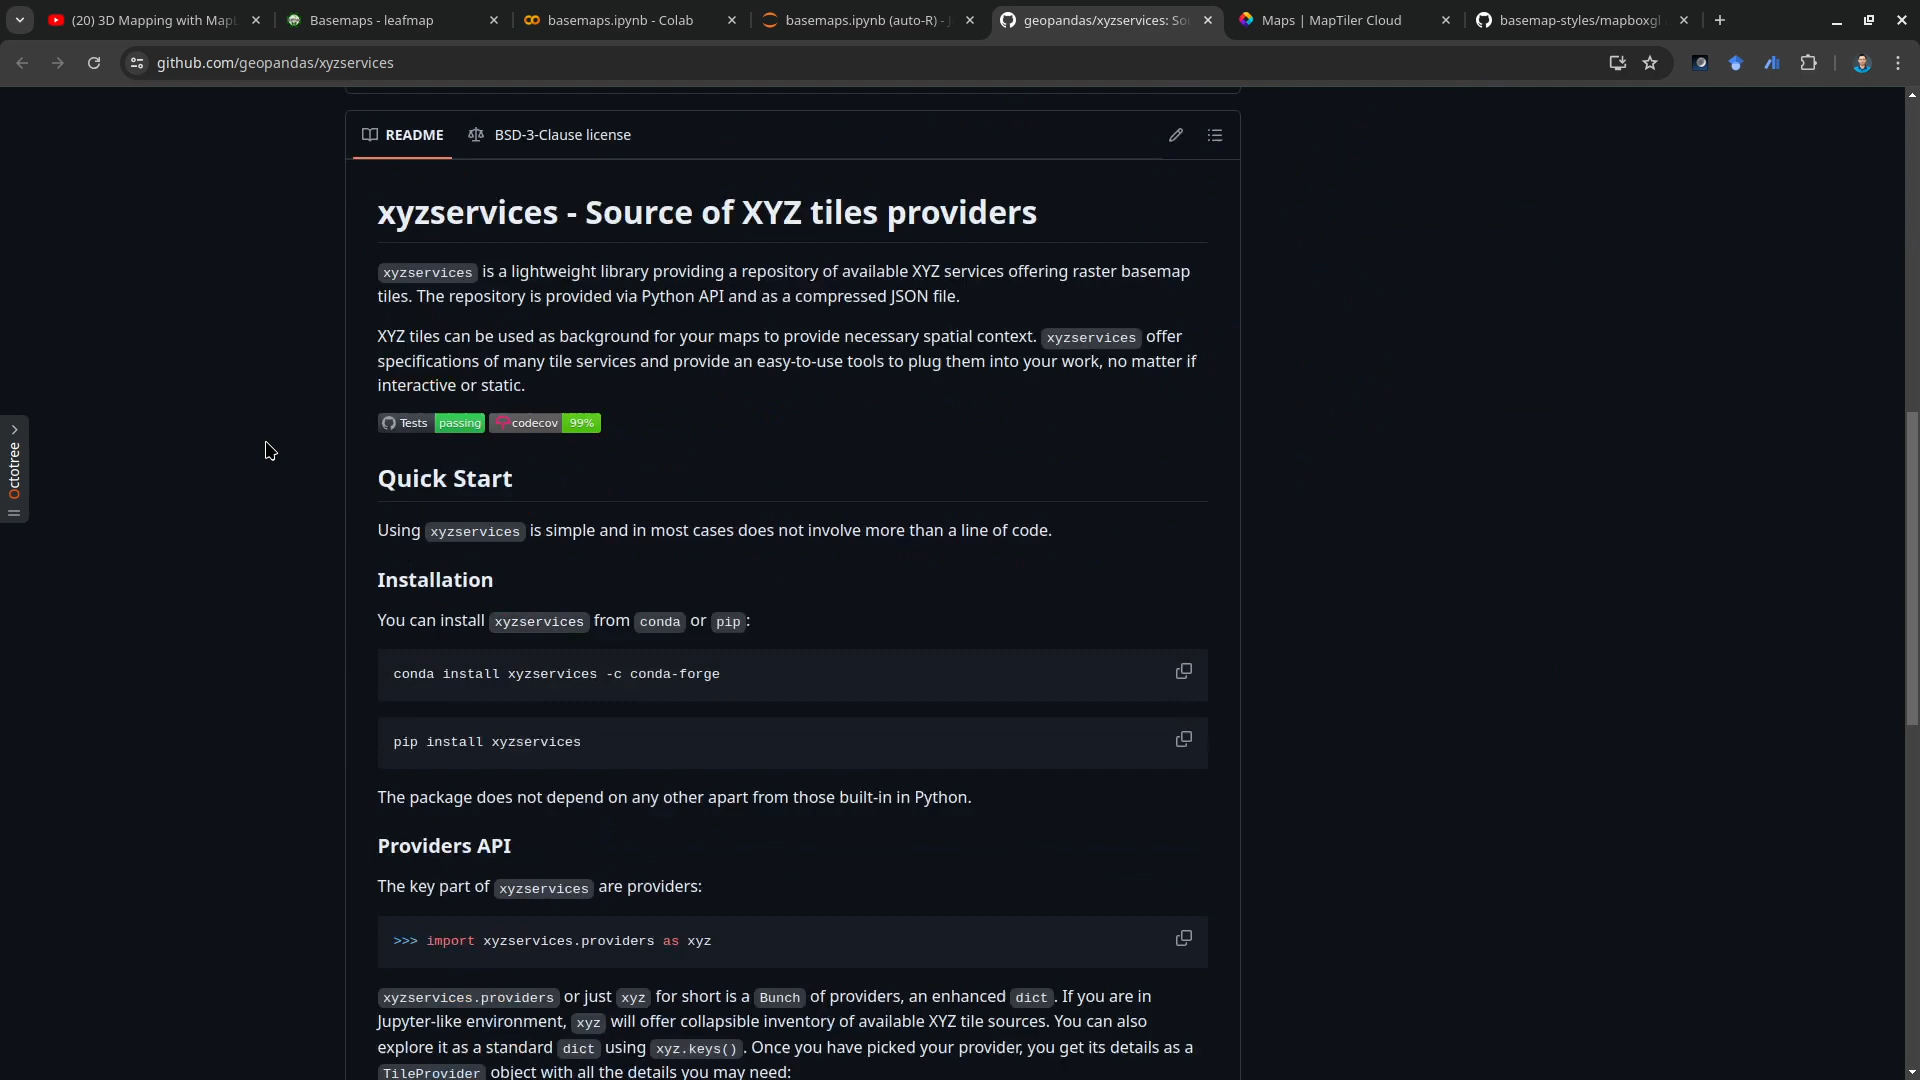 (20) 3D Mapping with MapL
Basemaps - leafmap
basemaps.ipynb - Colab
basemaps.ipynb (auto-R) - J
geopandas/xyzservices: So
Maps | MapTiler Cloud
basemap-styles/mapboxgl
github.com/geopandas/xyzservices
README
BSD-3-Clause license
xyzservices - Source of XYZ tiles providers
xyzservices is a lightweight library providing a repository of available XYZ services offering raster basemap
tiles. The repository is provided via Python API and as a compressed JSON file.
XYZ tiles can be used as background for your maps to provide necessary spatial context. xyzservices offer
specifications of many tile services and provide an easy-to-use tools to plug them into your work, no matter if
interactive or static.
Tests passing codecov 99%
Octotree
Quick Start
Using xyzservices is simple and in most cases does not involve more than a line of code.
Installation
You can install xyzservices from conda or pip:
conda install xyzservices -c conda-forge
pip install xyzservices
The package does not depend on any other apart from those built-in in Python.
Providers API
The key part of xyzservices are providers:
>>> import xyzservices.providers as xyz
xyzservices.providers or just xyz for short is a Bunch of providers, an enhanced dict. If you are in
Jupyter-like environment, xyz will offer collapsible inventory of available XYZ tile sources. You can also
explore it as a standard dict using xyz.keys(). Once you have picked your provider, you get its details as a
TileProvider object with all the details you may need: